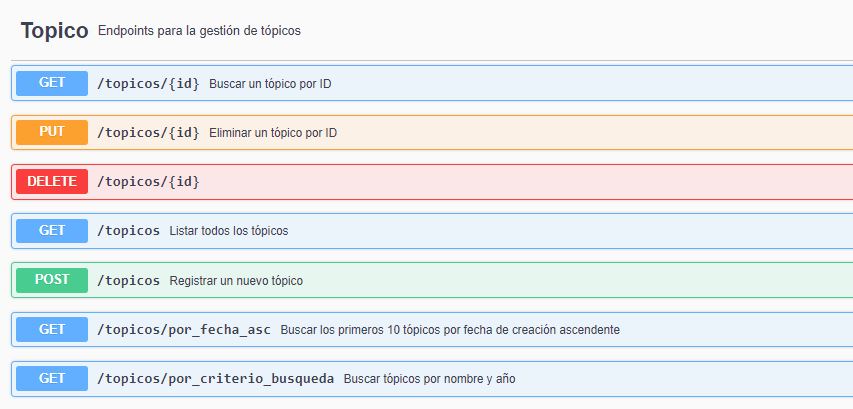 Topico Endpoints para la gestión de tópicos
GET /topicos/{id} Buscar un tópico por ID
PUT /topicos/{id} Eliminar un tópico por ID
DELETE /topicos/{id}
GET /topicos Listar todos los tópicos
POST /topicos Registrar un nuevo tópico
GET /topicos/por_fecha_asc Buscar los primeros 10 tópicos por fecha de creación ascendente
GET /topicos/por_criterio_busqueda Buscar tópicos por nombre y año